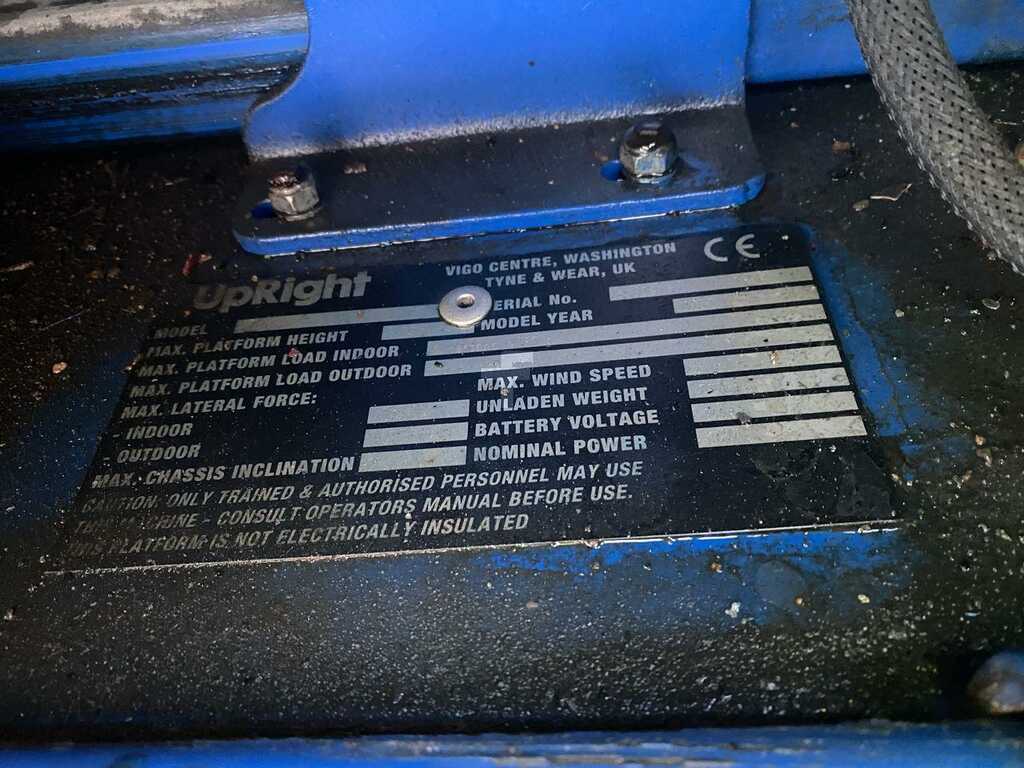 UpRight
VIGO CENTRE, WASHINGTON
TYNE & WEAR, UK
CE
MODEL
SERIAL No.
MAX. PLATFORM HEIGHT
MODEL YEAR
MAX. PLATFORM LOAD INDOOR
MAX. PLATFORM LOAD OUTDOOR
MAX. LATERAL FORCE:
MAX. WIND SPEED
- INDOOR
UNLADEN WEIGHT
- OUTDOOR
BATTERY VOLTAGE
MAX. CHASSIS INCLINATION
NOMINAL POWER
CAUTION: ONLY TRAINED & AUTHORISED PERSONNEL MAY USE
THIS MACHINE - CONSULT OPERATORS MANUAL BEFORE USE.
THIS PLATFORM IS NOT ELECTRICALLY INSULATED